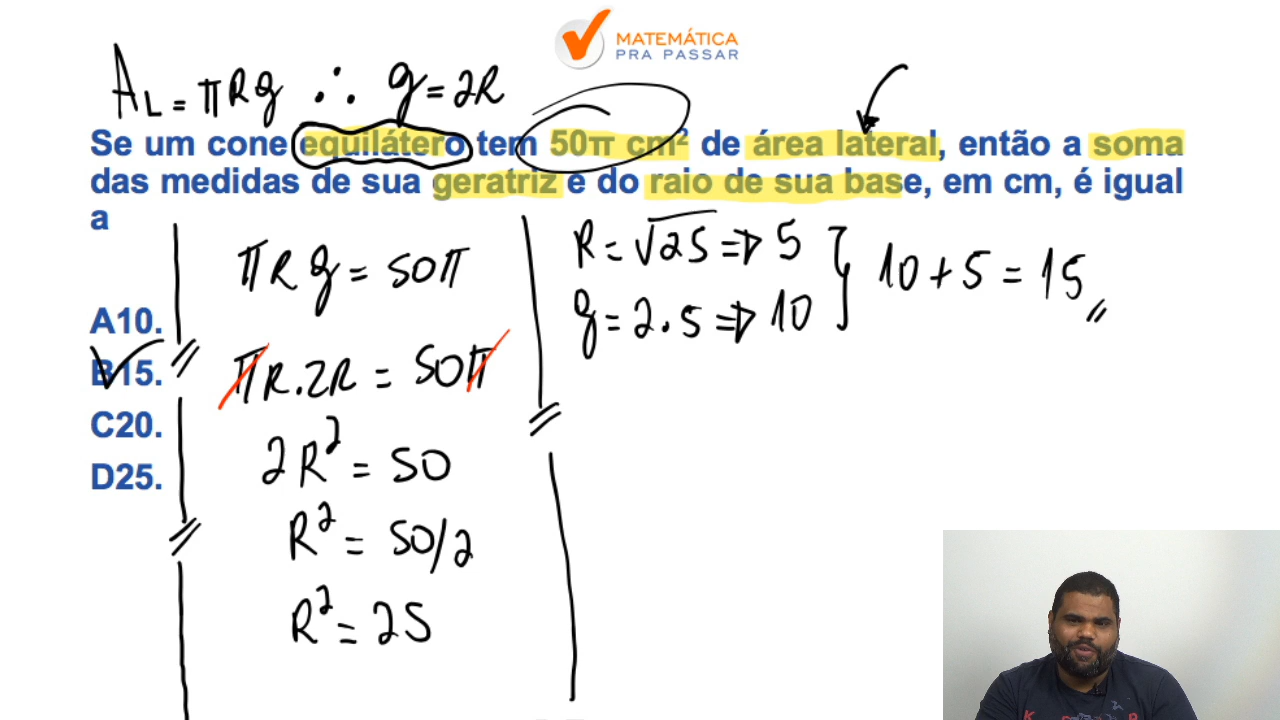 MATEMÁTICA
PRA PASSAR
AL = πRg ∴ g = 2R
Se um cone equilátero tem 50π cm² de área lateral, então a soma
das medidas de sua geratriz e do raio de sua base, em cm, é igual
a
A10.
B15.
C20.
D25.
πRg = 50π
πR.2R = 50π
2R² = 50
R² = 50/2
R² = 25
R = √25 ⇒ 5
g = 2.5 ⇒ 10
10 + 5 = 15